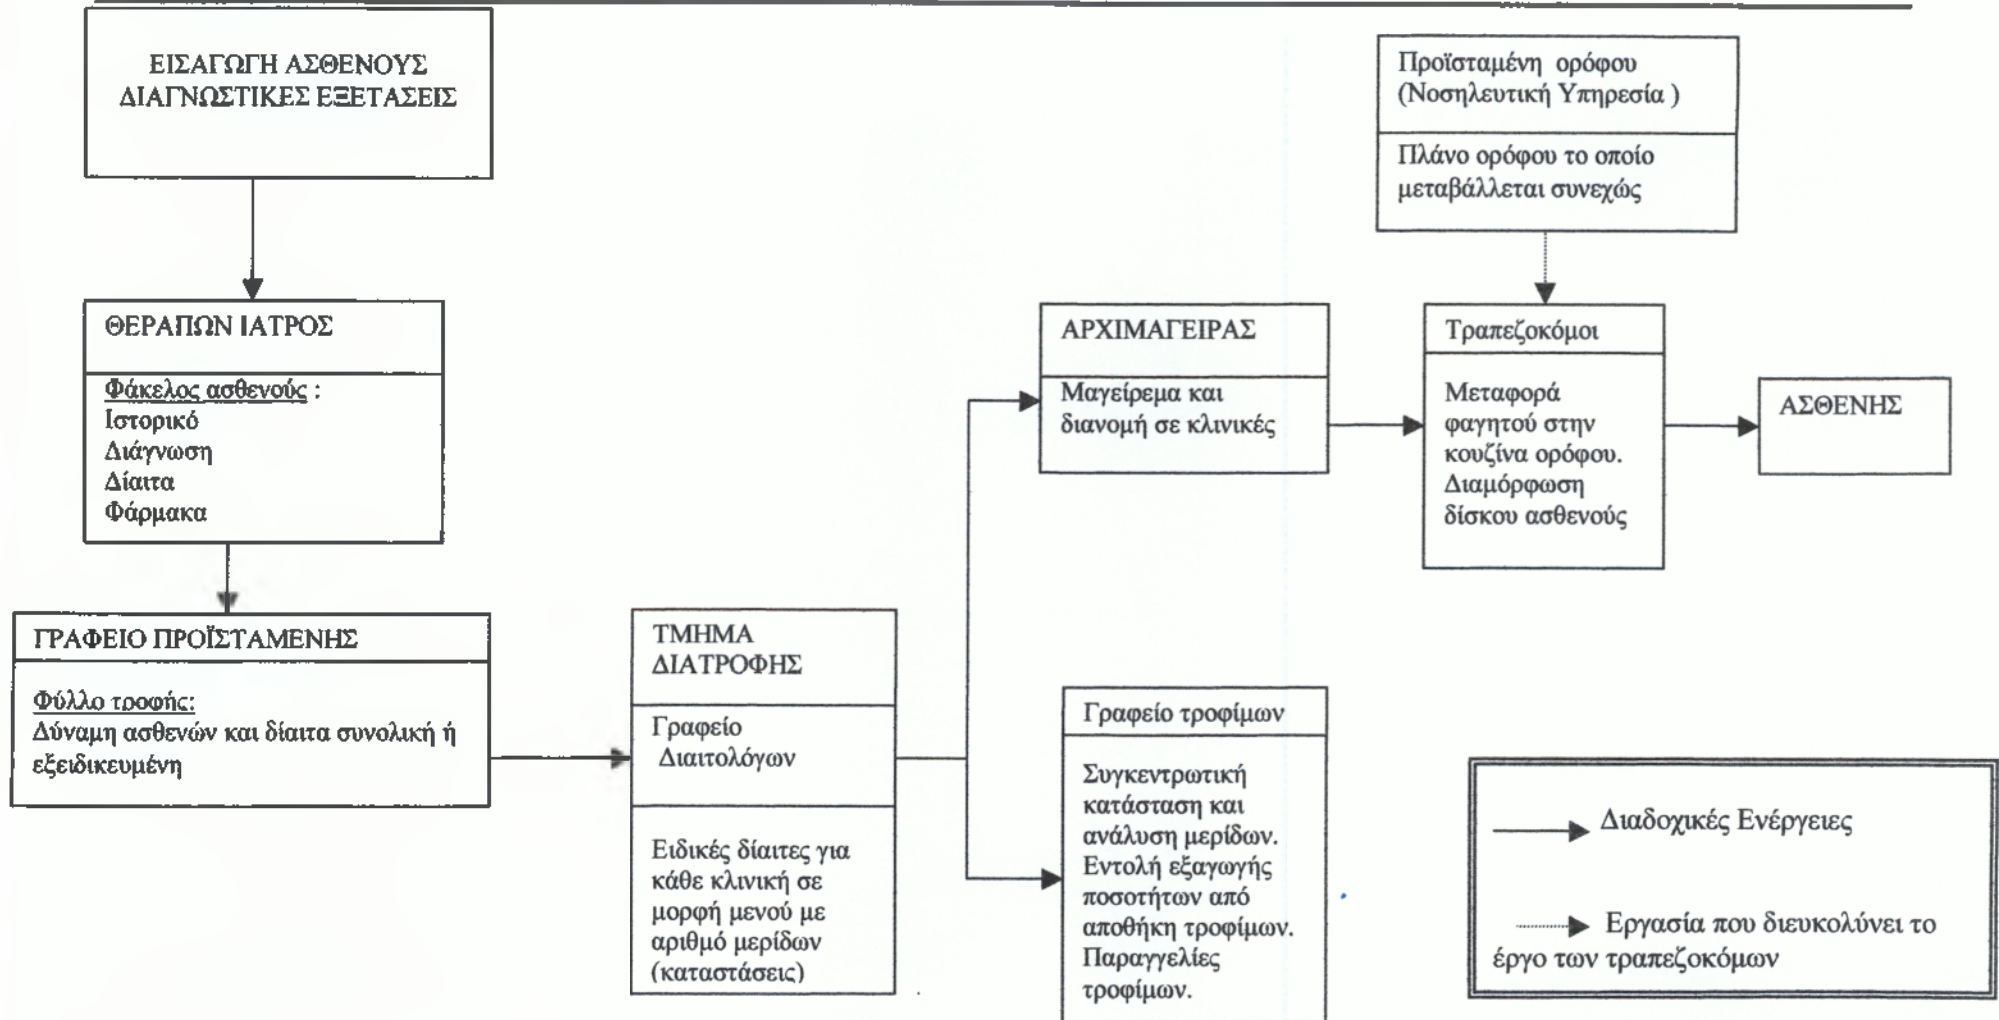 ΕΙΣΑΓΩΓΗ ΑΣΘΕΝΟΥΣ
ΔΙΑΓΝΩΣΤΙΚΕΣ ΕΞΕΤΑΣΕΙΣ
ΘΕΡΑΠΩΝ ΙΑΤΡΟΣ
Φάκελος ασθενούς :
Ιστορικό
Διάγνωση
Δίαιτα
Φάρμακα
ΓΡΑΦΕΙΟ ΠΡΟΪΣΤΑΜΕΝΗΣ
Φύλλο τροφής:
Δύναμη ασθενών και δίαιτα συνολική ή
εξειδικευμένη
ΤΜΗΜΑ
ΔΙΑΤΡΟΦΗΣ
Γραφείο
Διαιτολόγων
Ειδικές δίαιτες για
κάθε κλινική σε
μορφή μενού με
αριθμό μερίδων
(καταστάσεις)
ΑΡΧΙΜΑΓΕΙΡΑΣ
Μαγείρεμα και
διανομή σε κλινικές
Γραφείο τροφίμων
Συγκεντρωτική
κατάσταση και
ανάλυση μερίδων.
Εντολή εξαγωγής
ποσοτήτων από
αποθήκη τροφίμων.
Παραγγελίες
τροφίμων.
Προϊσταμένη ορόφου
(Νοσηλευτική Υπηρεσία )
Πλάνο ορόφου το οποίο
μεταβάλλεται συνεχώς
Τραπεζοκόμοι
Μεταφορά
φαγητού στην
κουζίνα ορόφου.
Διαμόρφωση
δίσκου ασθενούς
ΑΣΘΕΝΗΣ
Διαδοχικές Ενέργειες
Εργασία που διευκολύνει το
έργο των τραπεζοκόμων